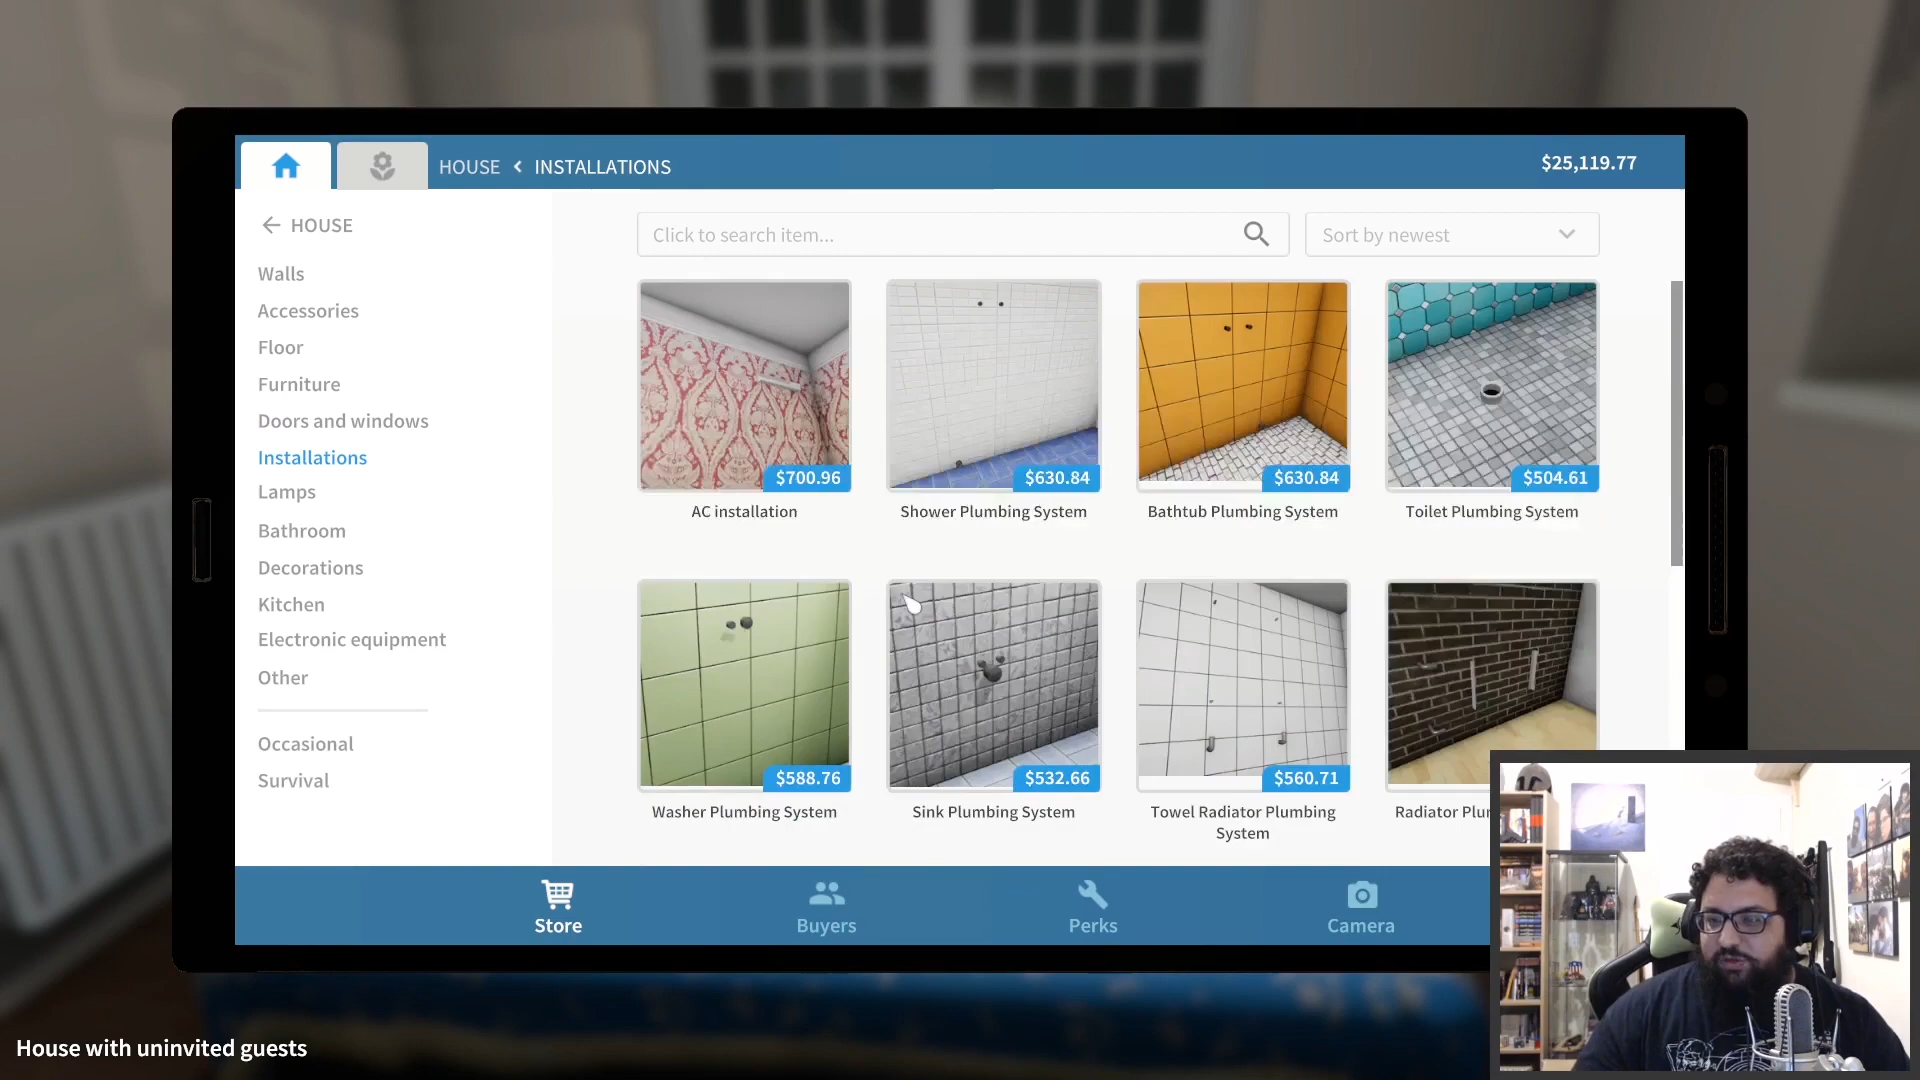 HOUSE < INSTALLATIONS
$25,119.77
HOUSE
Walls
Accessories
Floor
Furniture
Doors and windows
Installations
Lamps
Bathroom
Decorations
Kitchen
Electronic equipment
Other
Occasional
Survival
Click to search item...
Sort by newest
$700.96
$630.84
$630.84
$504.61
AC installation
Shower Plumbing System
Bathtub Plumbing System
Toilet Plumbing System
$588.76
$532.66
$560.71
Washer Plumbing System
Sink Plumbing System
Towel Radiator Plumbing
System
Radiator
Store
Buyers
Perks
Camera
House with uninvited guests